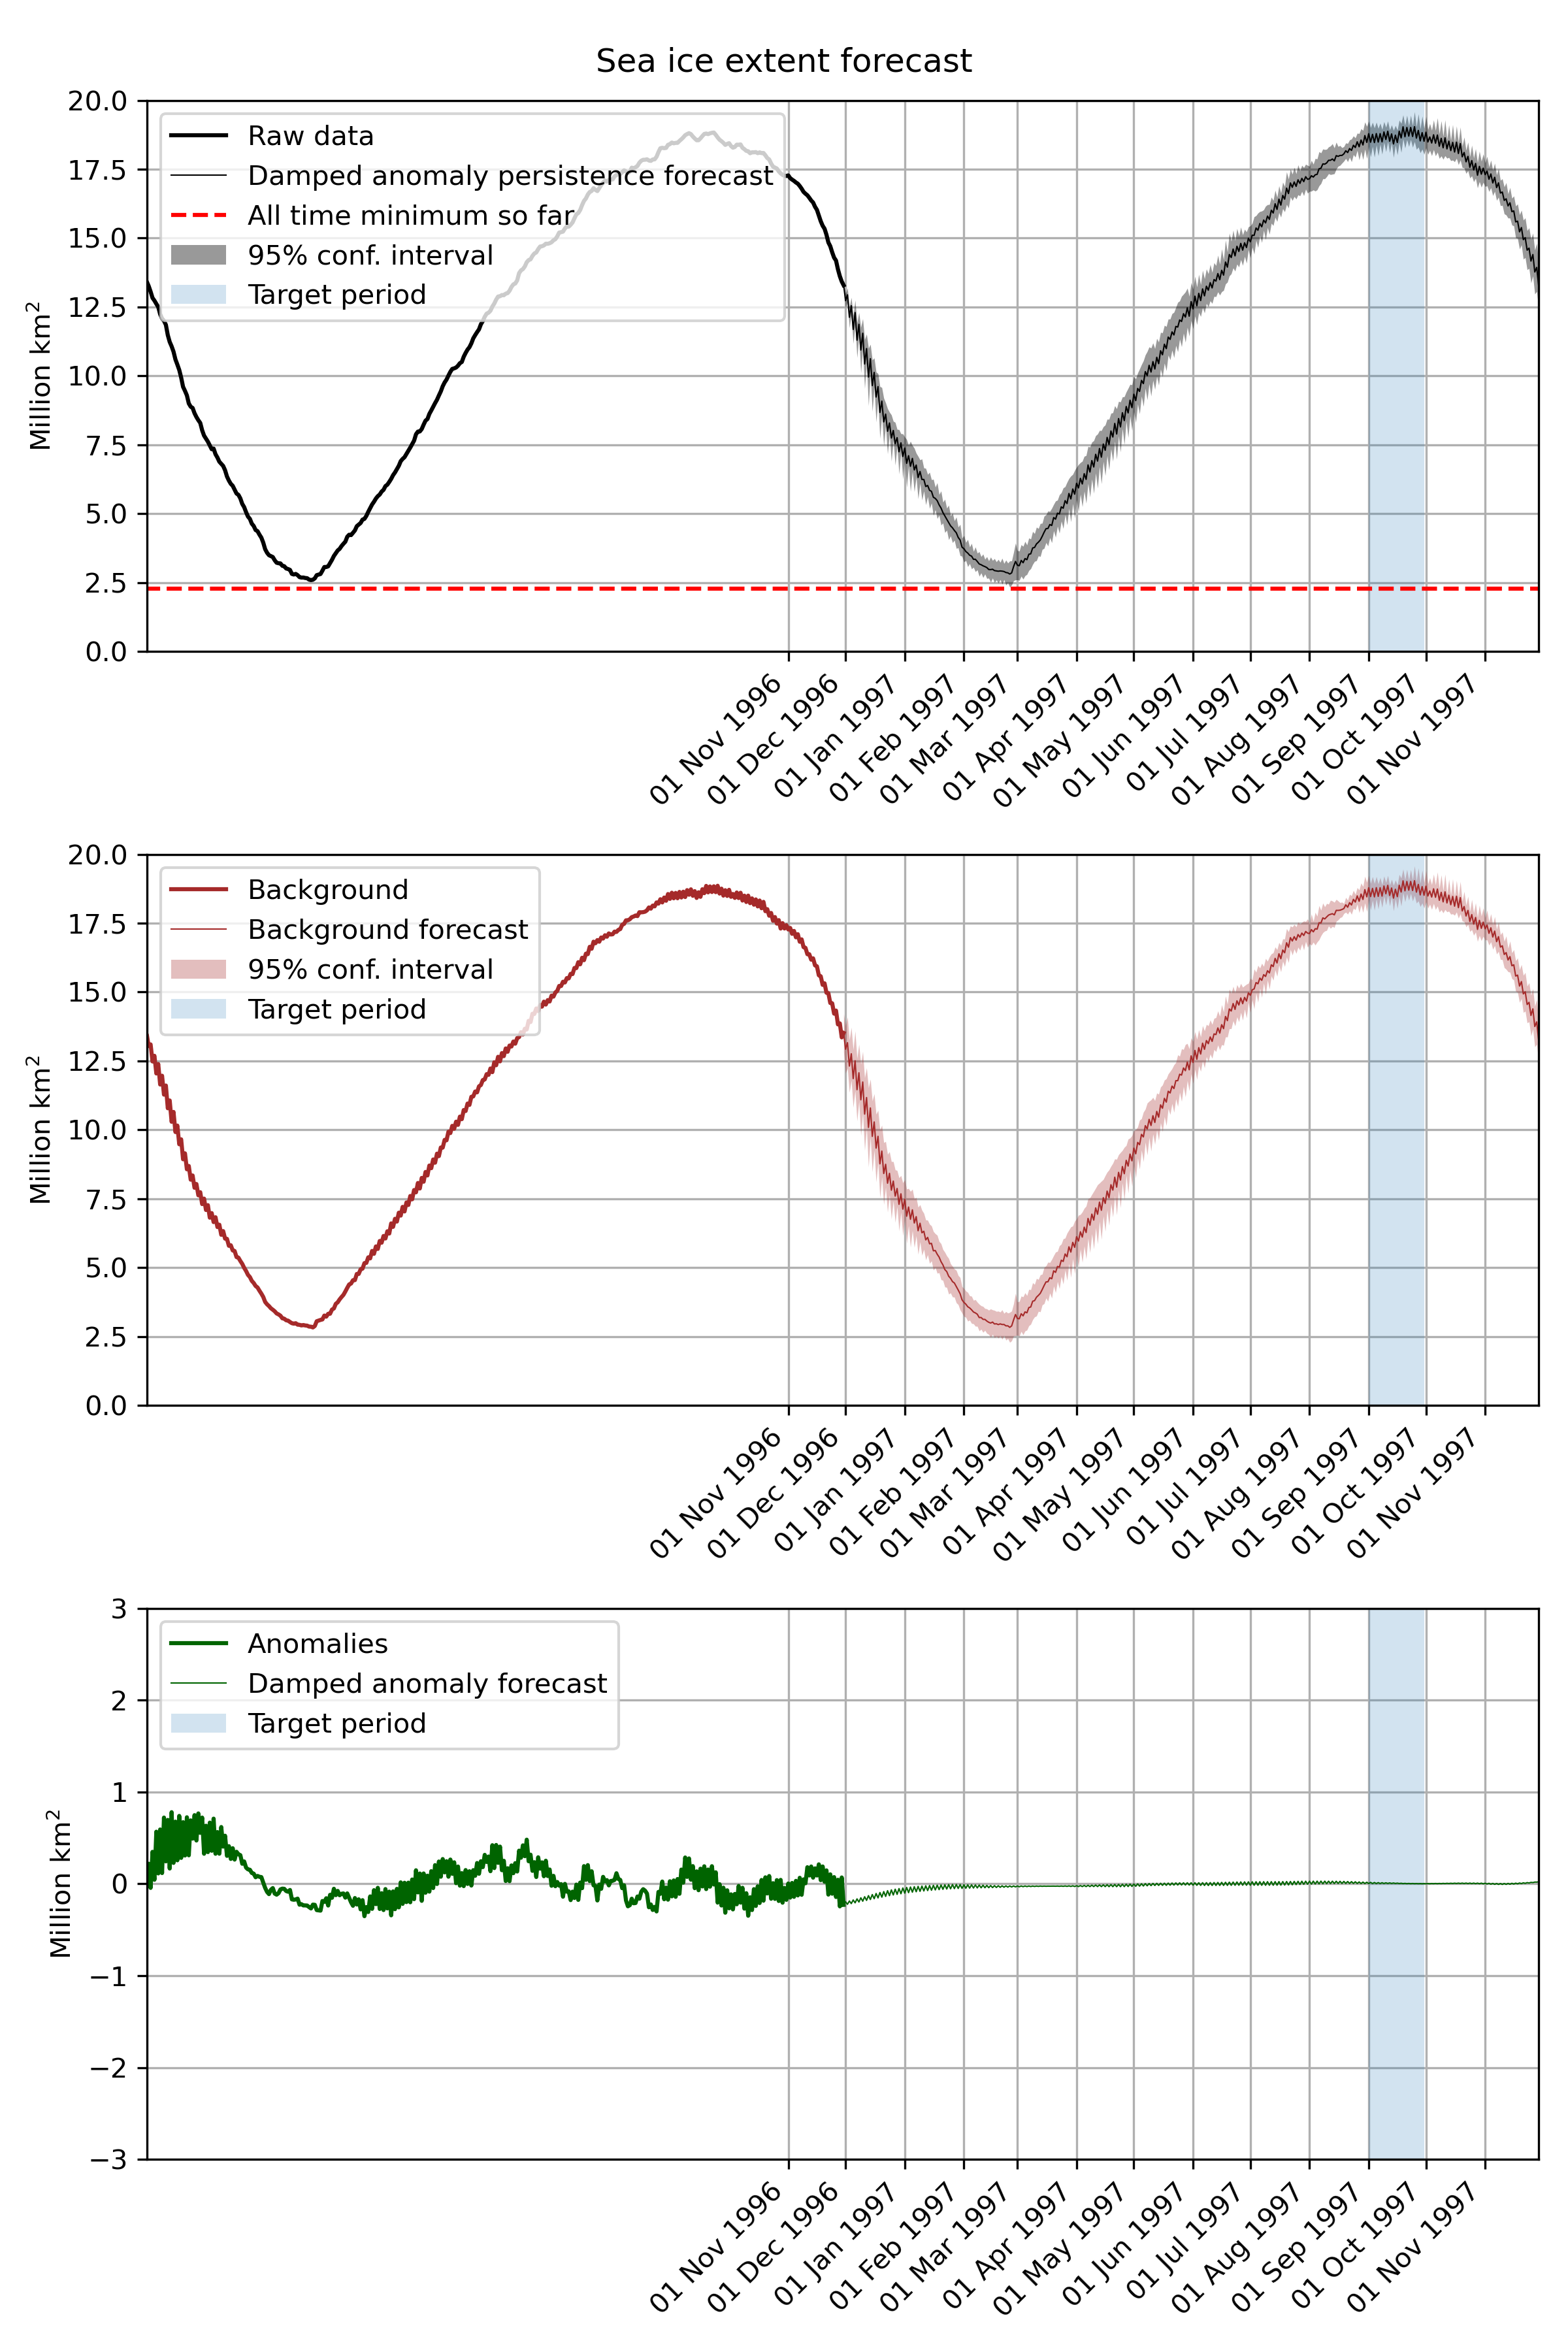 Sea ice extent forecast
Raw data
Damped anomaly persistence forecast
All time minimum so far
95% conf. interval
Target period
Million km²
20.0
17.5
15.0
12.5
10.0
7.5
5.0
2.5
0.0
01 Nov 1996
01 Dec 1996
01 Jan 1997
01 Feb 1997
01 Mar 1997
01 Apr 1997
01 May 1997
01 Jun 1997
01 Jul 1997
01 Aug 1997
01 Sep 1997
01 Oct 1997
01 Nov 1997
Background
Background forecast
95% conf. interval
Target period
Million km²
20.0
17.5
15.0
12.5
10.0
7.5
5.0
2.5
0.0
01 Nov 1996
01 Dec 1996
01 Jan 1997
01 Feb 1997
01 Mar 1997
01 Apr 1997
01 May 1997
01 Jun 1997
01 Jul 1997
01 Aug 1997
01 Sep 1997
01 Oct 1997
01 Nov 1997
Anomalies
Damped anomaly forecast
Target period
Million km²
3
2
1
0
−1
−2
−3
01 Nov 1996
01 Dec 1996
01 Jan 1997
01 Feb 1997
01 Mar 1997
01 Apr 1997
01 May 1997
01 Jun 1997
01 Jul 1997
01 Aug 1997
01 Sep 1997
01 Oct 1997
01 Nov 1997